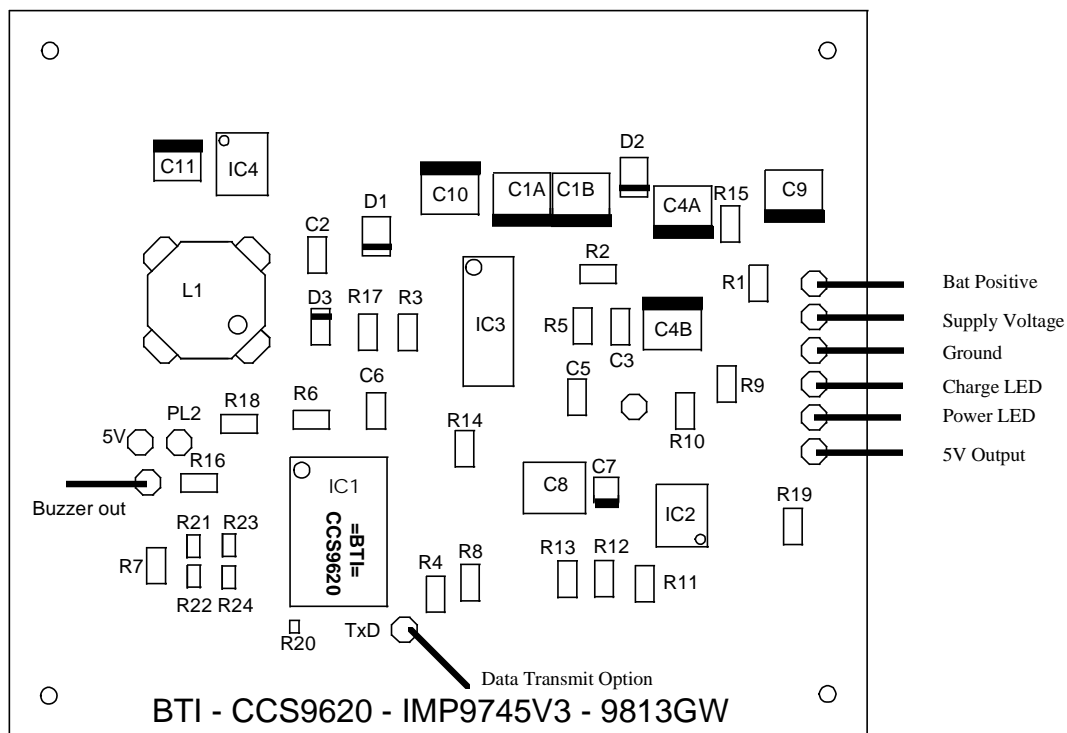 D2
C11
IC4
C10
C1A
C1B
C4A
R15
C9
D1
C2
R2
R1
Bat Positive
L1
D3
R17
R3
IC3
R5
C3
C4B
Supply Voltage
Ground
C5
R9
Charge LED
R18
R6
C6
R14
R10
Power LED
5V
PL2
R16
5V Output
Buzzer out
IC1
=BTI=
CCS9620
C8
C7
IC2
R19
R21
R23
R7
R22
R24
R4
R8
R13
R12
R11
R20
TxD
Data Transmit Option
BTI - CCS9620 - IMP9745V3 - 9813GW